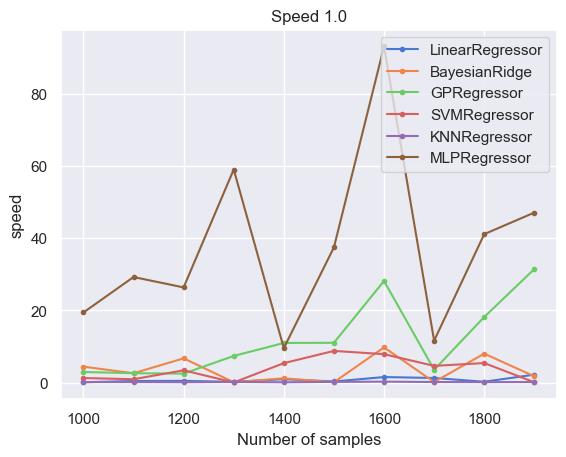 Speed 1.0
LinearRegressor
BayesianRidge
GPRegressor
SVMRegressor
KNNRegressor
MLPRegressor
speed
80
60
40
20
0
1000 1200 1400 1600 1800
Number of samples